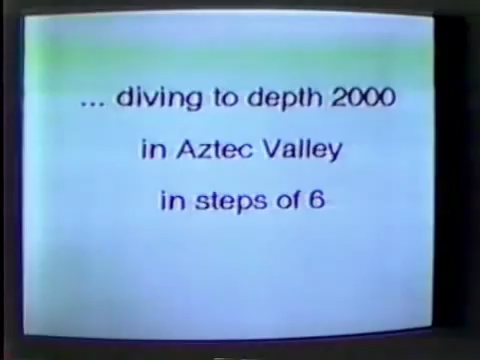 ... diving to depth 2000
in Aztec Valley
in steps of 6